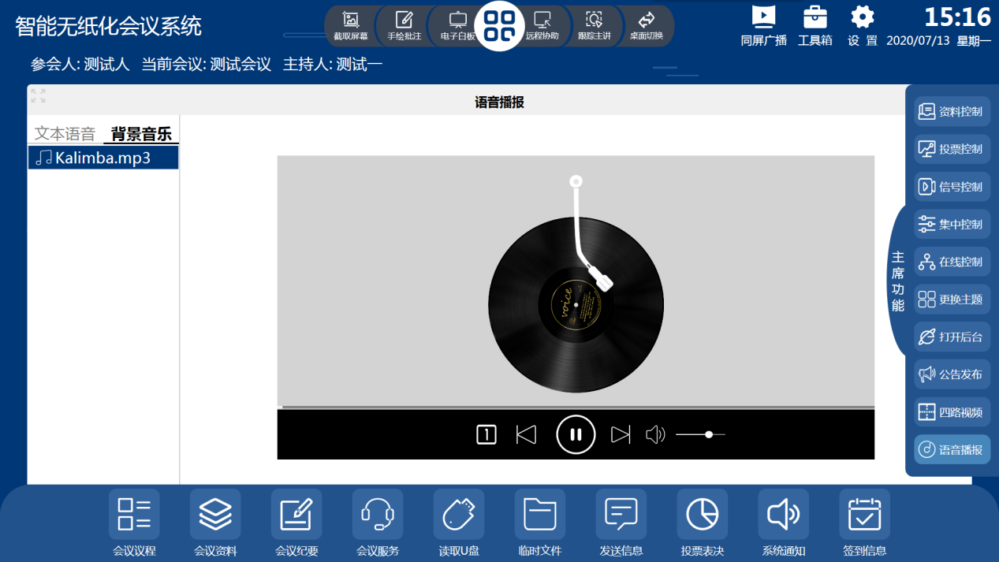 智能无纸化会议系统
截取屏幕 手绘批注 电子白板 远程协助 跟踪主讲 桌面切换
同屏广播 工具箱 设 置
15:16
2020/07/13 星期一
参会人: 测试人 当前会议: 测试会议 主持人: 测试一
语音播报
文本语音 背景音乐
Kalimba.mp3
voice
1
主席功能
资料控制
投票控制
信号控制
集中控制
在线控制
更换主题
打开后台
公告发布
四路视频
语音播报
会议议程 会议资料 会议纪要 会议服务 读取U盘 临时文件 发送信息 投票表决 系统通知 签到信息